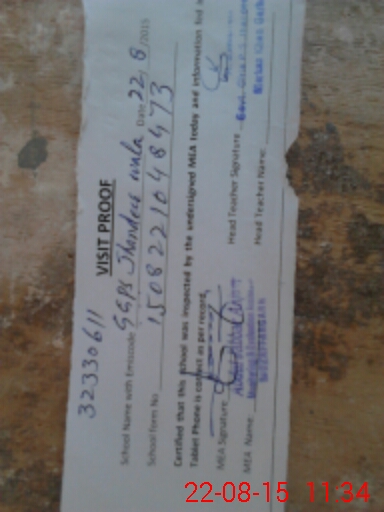 32330611
VISIT PROOF
School Name with Emiscode GGPS Jhandeer wala Date 22/8/2015
School form No 150822104 8473
Certified that this school was inspected by the undersigned MEA today and information fed in
Tablet Phone is correct as per record.
MEA Signature Head Teacher Signature
MEA Name: Head Teacher Name:
22-08-15 11:34